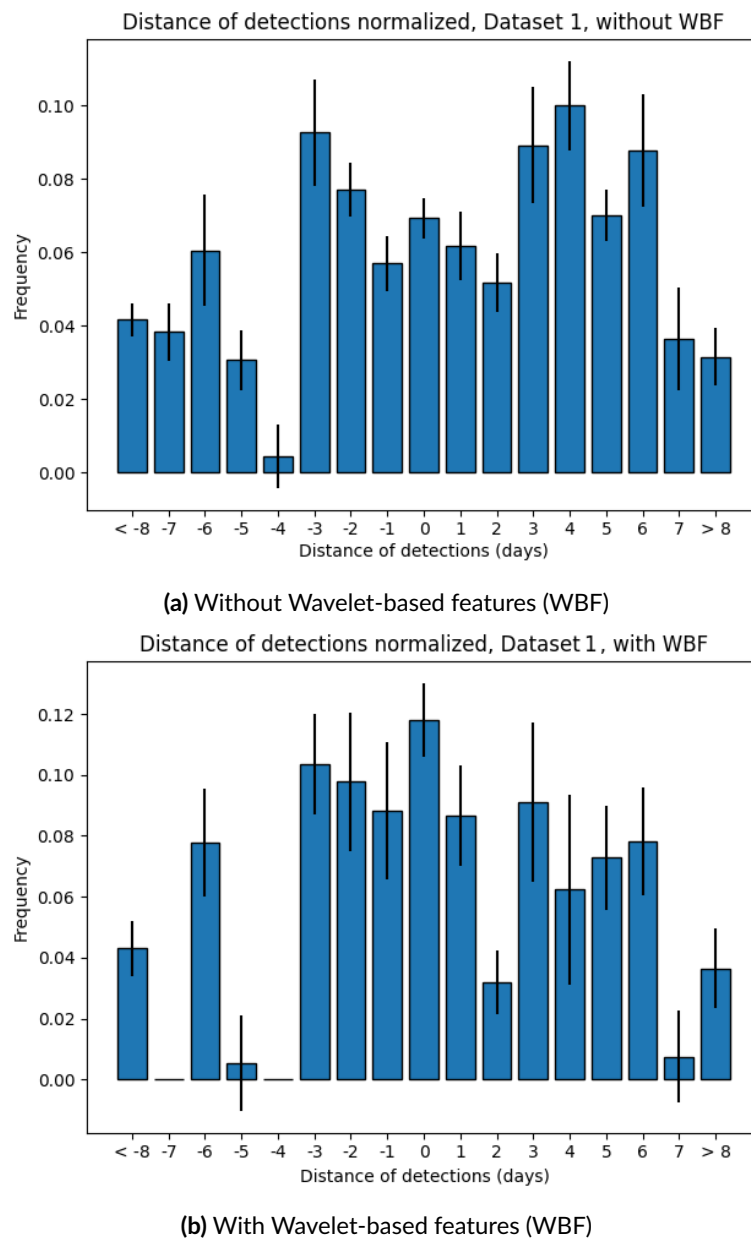 Distance of detections normalized, Dataset 1, without WBF
Frequency
0.10
0.08
0.06
0.04
0.02
0.00
< -8 -7 -6 -5 -4 -3 -2 -1 0 1 2 3 4 5 6 7 > 8
Distance of detections (days)
(a) Without Wavelet-based features (WBF)
Distance of detections normalized, Dataset 1, with WBF
Frequency
0.12
0.10
0.08
0.06
0.04
0.02
0.00
< -8 -7 -6 -5 -4 -3 -2 -1 0 1 2 3 4 5 6 7 > 8
Distance of detections (days)
(b) With Wavelet-based features (WBF)